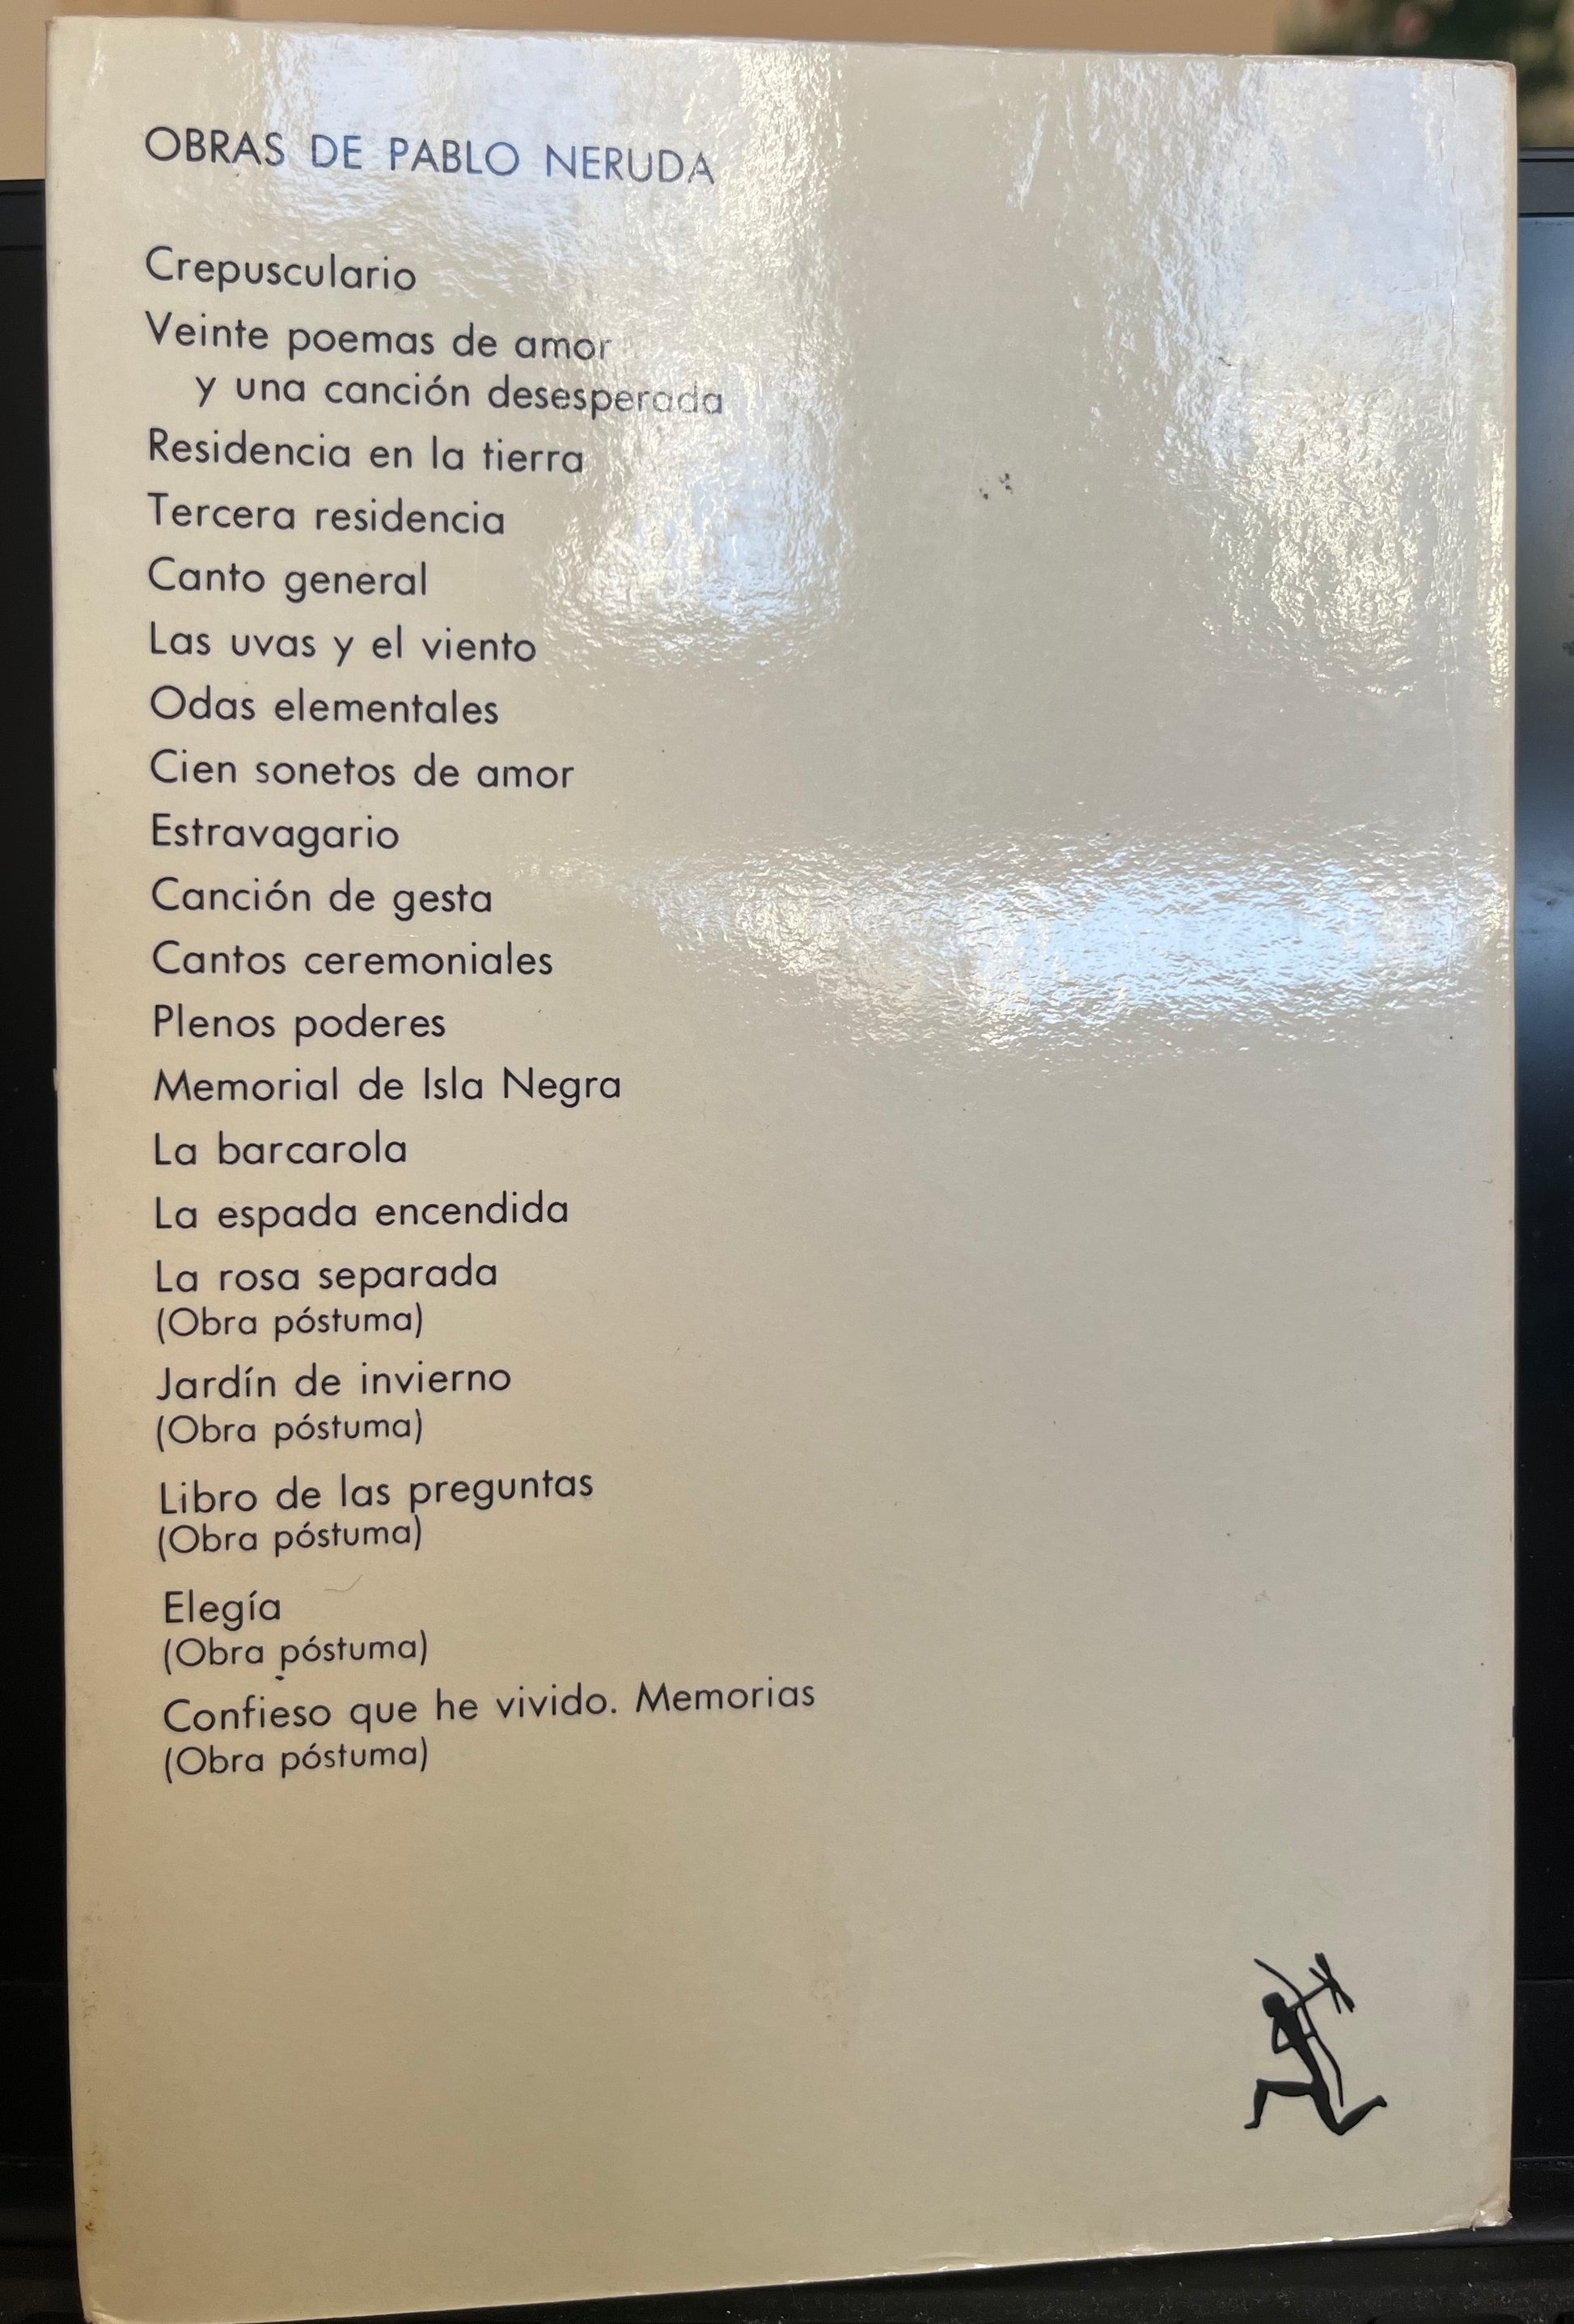 OBRAS DE PABLO NERUDA
Crepusculario
Veinte poemas de amor
y una canción desesperada
Residencia en la tierra
Tercera residencia
Canto general
Las uvas y el viento
Odas elementales
Cien sonetos de amor
Estravagario
Canción de gesta
Cantos ceremoniales
Plenos poderes
Memorial de Isla Negra
La barcarola
La espada encendida
La rosa separada
(Obra póstuma)
Jardín de invierno
(Obra póstuma)
Libro de las preguntas
(Obra póstuma)
Elegía
(Obra póstuma)
Confieso que he vivido. Memorias
(Obra póstuma)